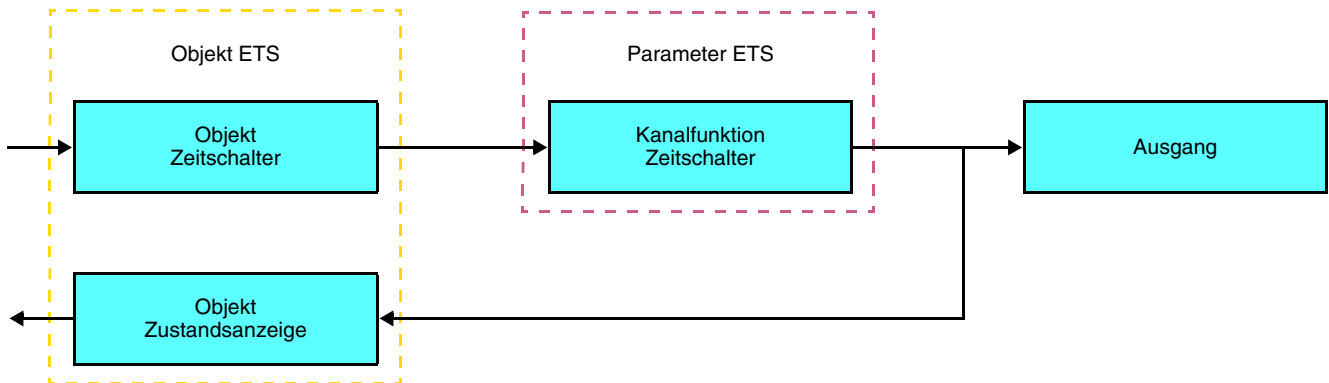 Objekt ETS
Parameter ETS
Objekt
Zeitschalter
Kanalfunktion
Zeitschalter
Ausgang
Objekt
Zustandsanzeige